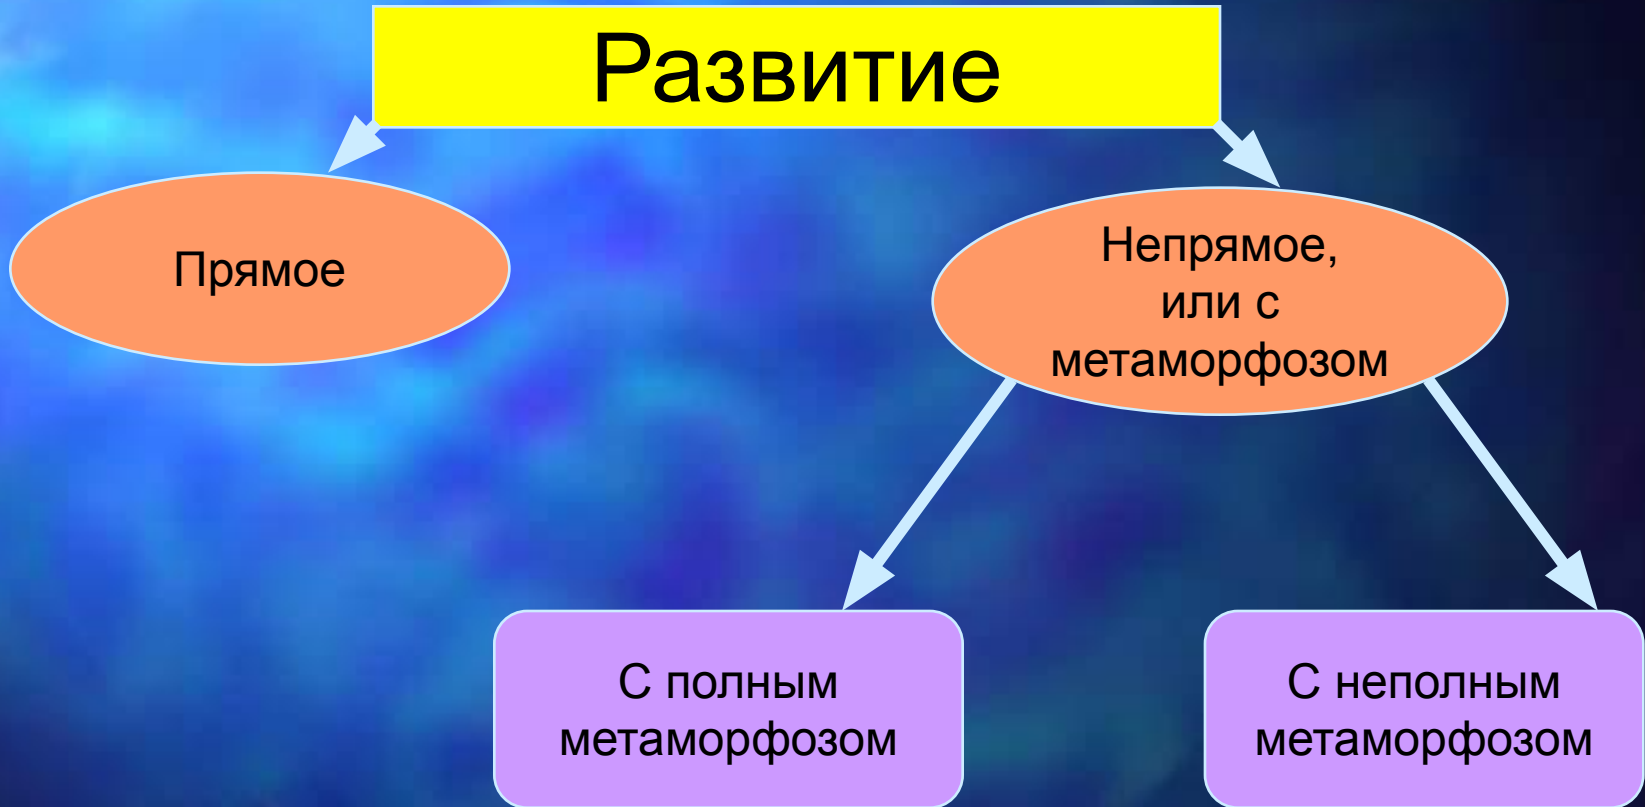 Развитие
Прямое
Непрямое,
или с
метаморфозом
С полным
метаморфозом
С неполным
метаморфозом